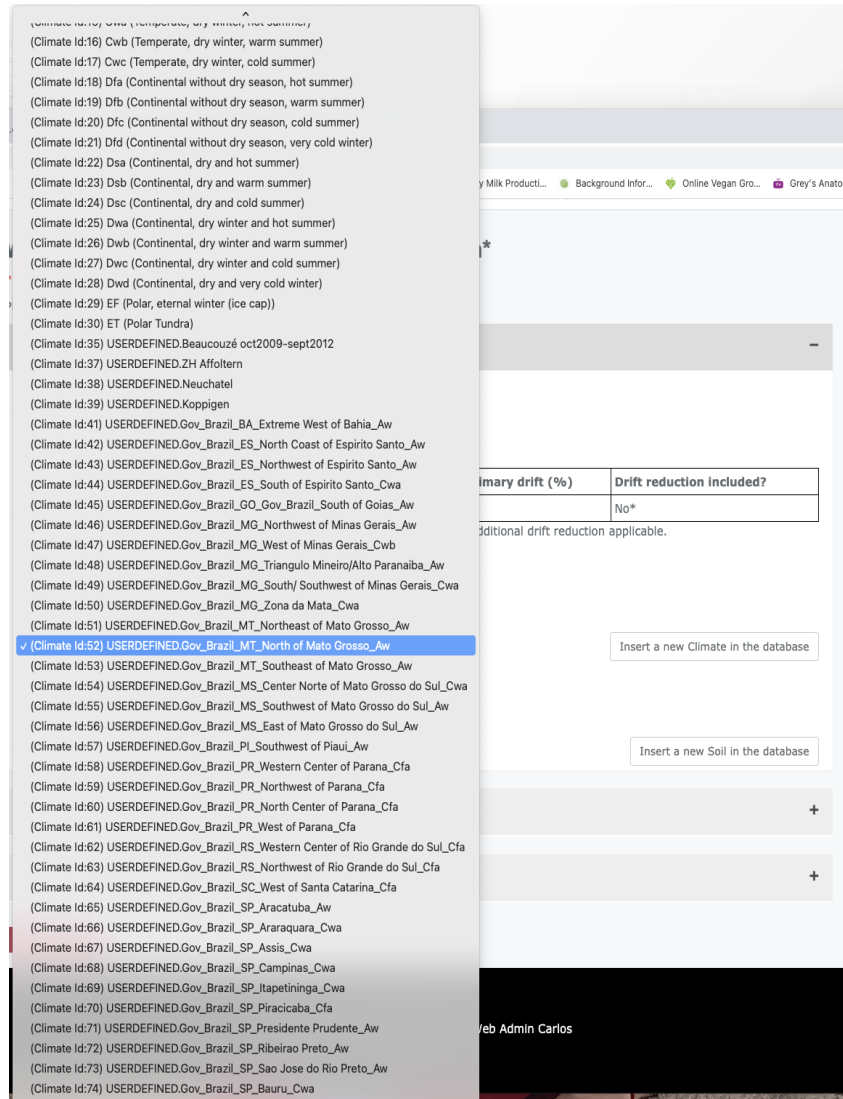 (Climate Id:16) Cwb (Temperate, dry winter, warm summer)
(Climate Id:17) Cwc (Temperate, dry winter, cold summer)
(Climate Id:18) Dfa (Continental without dry season, hot summer)
(Climate Id:19) Dfb (Continental without dry season, warm summer)
(Climate Id:20) Dfc (Continental without dry season, cold summer)
(Climate Id:21) Dfd (Continental without dry season, very cold winter)
(Climate Id:22) Dsa (Continental, dry and hot summer)
(Climate Id:23) Dsb (Continental, dry and warm summer)
y Milk Producti... Background Infor... Online Vegan Gro... Grey's Anato
(Climate Id:24) Dsc (Continental, dry and cold summer)
(Climate Id:25) Dwa (Continental, dry winter and hot summer)
(Climate Id:26) Dwb (Continental, dry winter and warm summer)
(Climate Id:27) Dwc (Continental, dry winter and cold summer)
(Climate Id:28) Dwd (Continental, dry and very cold winter)
(Climate Id:29) EF (Polar, eternal winter (ice cap))
(Climate Id:30) ET (Polar Tundra)
(Climate Id:35) USERDEFINED.Beaucouzé oct2009-sept2012
(Climate Id:37) USERDEFINED.ZH Affoltern
(Climate Id:38) USERDEFINED.Neuchatel
(Climate Id:39) USERDEFINED.Koppigen
(Climate Id:41) USERDEFINED.Gov_Brazil_BA_Extreme West of Bahia_Aw
(Climate Id:42) USERDEFINED.Gov_Brazil_ES_North Coast of Espirito Santo_Aw
(Climate Id:43) USERDEFINED.Gov_Brazil_ES_Northwest of Espirito Santo_Aw
(Climate Id:44) USERDEFINED.Gov_Brazil_ES_South of Espirito Santo_Cwa
imary drift (%) Drift reduction included?
(Climate Id:45) USERDEFINED.Gov_Brazil_GO_Gov_Brazil_South of Goias_Aw
No*
(Climate Id:46) USERDEFINED.Gov_Brazil_MG_Northwest of Minas Gerais_Aw
dditional drift reduction applicable.
(Climate Id:47) USERDEFINED.Gov_Brazil_MG_West of Minas Gerais_Cwb
(Climate Id:48) USERDEFINED.Gov_Brazil_MG_Triangulo Mineiro/Alto Paranaiba_Aw
(Climate Id:49) USERDEFINED.Gov_Brazil_MG_South/ Southwest of Minas Gerais_Cwa
(Climate Id:50) USERDEFINED.Gov_Brazil_MG_Zona da Mata_Cwa
(Climate Id:51) USERDEFINED.Gov_Brazil_MT_Northeast of Mato Grosso_Aw
✓ (Climate Id:52) USERDEFINED.Gov_Brazil_MT_North of Mato Grosso_Aw
Insert a new Climate in the database
(Climate Id:53) USERDEFINED.Gov_Brazil_MT_Southeast of Mato Grosso_Aw
(Climate Id:54) USERDEFINED.Gov_Brazil_MS_Center Norte of Mato Grosso do Sul_Cwa
(Climate Id:55) USERDEFINED.Gov_Brazil_MS_Southwest of Mato Grosso do Sul_Aw
(Climate Id:56) USERDEFINED.Gov_Brazil_MS_East of Mato Grosso do Sul_Aw
(Climate Id:57) USERDEFINED.Gov_Brazil_PI_Southwest of Piaui_Aw
Insert a new Soil in the database
(Climate Id:58) USERDEFINED.Gov_Brazil_PR_Western Center of Parana_Cfa
(Climate Id:59) USERDEFINED.Gov_Brazil_PR_Northwest of Parana_Cfa
(Climate Id:60) USERDEFINED.Gov_Brazil_PR_North Center of Parana_Cfa
(Climate Id:61) USERDEFINED.Gov_Brazil_PR_West of Parana_Cfa
(Climate Id:62) USERDEFINED.Gov_Brazil_RS_Western Center of Rio Grande do Sul_Cfa
(Climate Id:63) USERDEFINED.Gov_Brazil_RS_Northwest of Rio Grande do Sul_Cfa
(Climate Id:64) USERDEFINED.Gov_Brazil_SC_West of Santa Catarina_Cfa
(Climate Id:65) USERDEFINED.Gov_Brazil_SP_Aracatuba_Aw
(Climate Id:66) USERDEFINED.Gov_Brazil_SP_Araraquara_Cwa
(Climate Id:67) USERDEFINED.Gov_Brazil_SP_Assis_Cwa
(Climate Id:68) USERDEFINED.Gov_Brazil_SP_Campinas_Cwa
(Climate Id:69) USERDEFINED.Gov_Brazil_SP_Itapetininga_Cwa
(Climate Id:70) USERDEFINED.Gov_Brazil_SP_Piracicaba_Cfa
(Climate Id:71) USERDEFINED.Gov_Brazil_SP_Presidente Prudente_Aw
Web Admin Carlos
(Climate Id:72) USERDEFINED.Gov_Brazil_SP_Ribeirao Preto_Aw
(Climate Id:73) USERDEFINED.Gov_Brazil_SP_Sao Jose do Rio Preto_Aw
(Climate Id:74) USERDEFINED.Gov_Brazil_SP_Bauru_Cwa